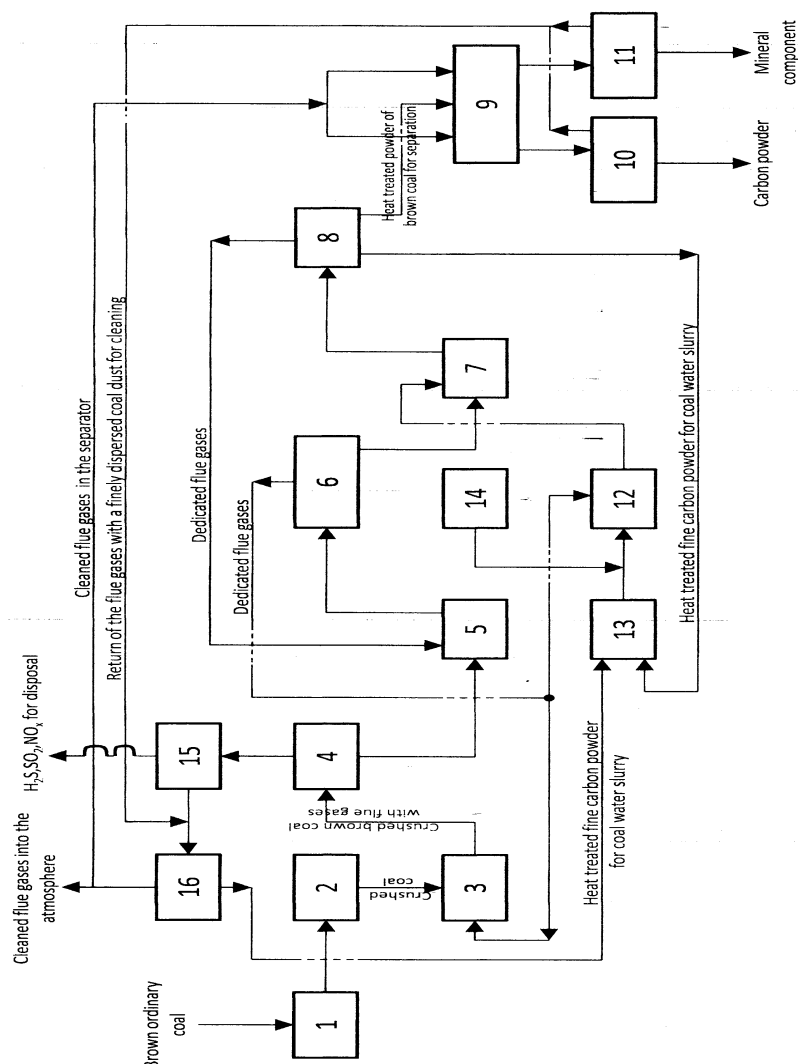 Cleaned flue gases into the
atmosphere
H₂S,SO₂,NOₓ for disposal
Cleaned flue gases in the separator
Return of the flue gases with a finely dispersed coal dust for cleaning
Brown ordinary
coal
1
2
Crushed
coal
3
Crushed brown coal
with flue gases
4
15
16
Dedicated flue gases
Dedicated flue gases
5
6
14
7
8
Heat treated powder of
brown coal for separation
9
10
11
Carbon powder
Mineral
component
12
13
Heat treated fine carbon powder
for coal water slurry
Heat treated fine carbon powder for coal water slurry